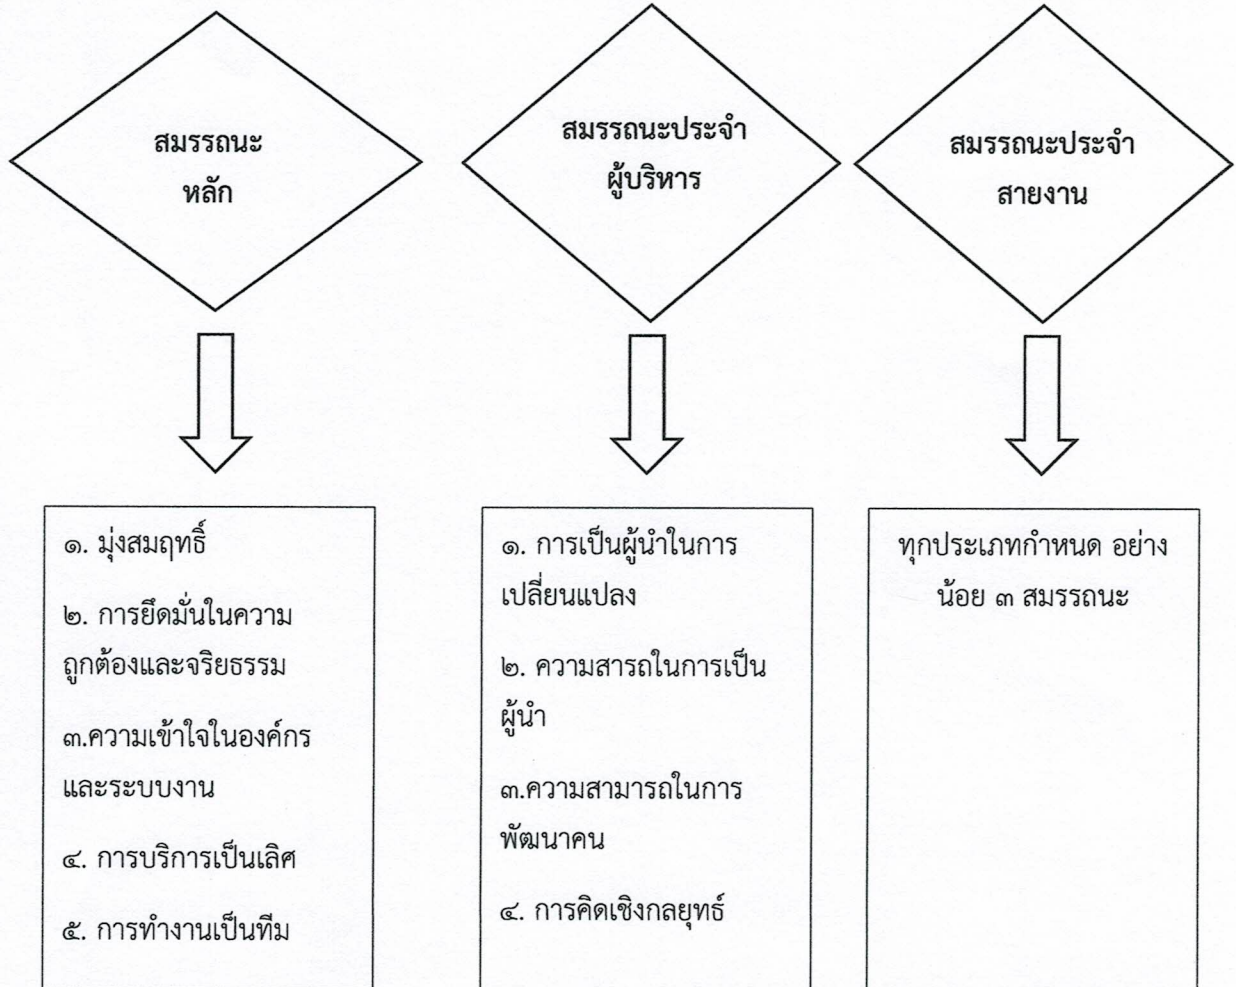 สมรรถนะ
หลัก
สมรรถนะประจำ
ผู้บริหาร
สมรรถนะประจำ
สายงาน
๑. มุ่งสมฤทธิ์
๒. การยึดมั่นในความ
ถูกต้องและจริยธรรม
๓.ความเข้าใจในองค์กร
และระบบงาน
๔. การบริการเป็นเลิศ
๕. การทำงานเป็นทีม
๑. การเป็นผู้นำในการ
เปลี่ยนแปลง
๒. ความสารถในการเป็น
ผู้นำ
๓.ความสามารถในการ
พัฒนาคน
๔. การคิดเชิงกลยุทธ์
ทุกประเภทกำหนด อย่าง
น้อย ๓ สมรรถนะ